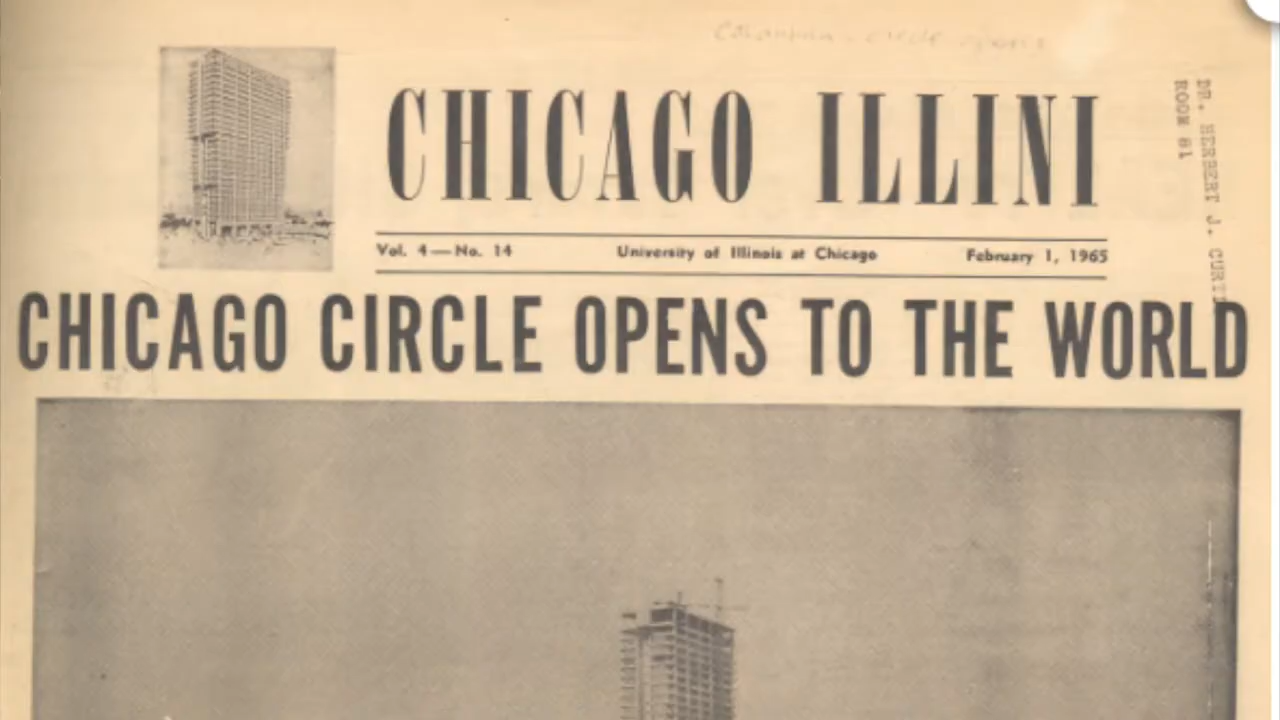 CHICAGO ILLINI
Vol. 4 — No. 14 University of Illinois at Chicago February 1, 1965
DR. HERBERT J.
ROOM 81
CHICAGO CIRCLE OPENS TO THE WORLD